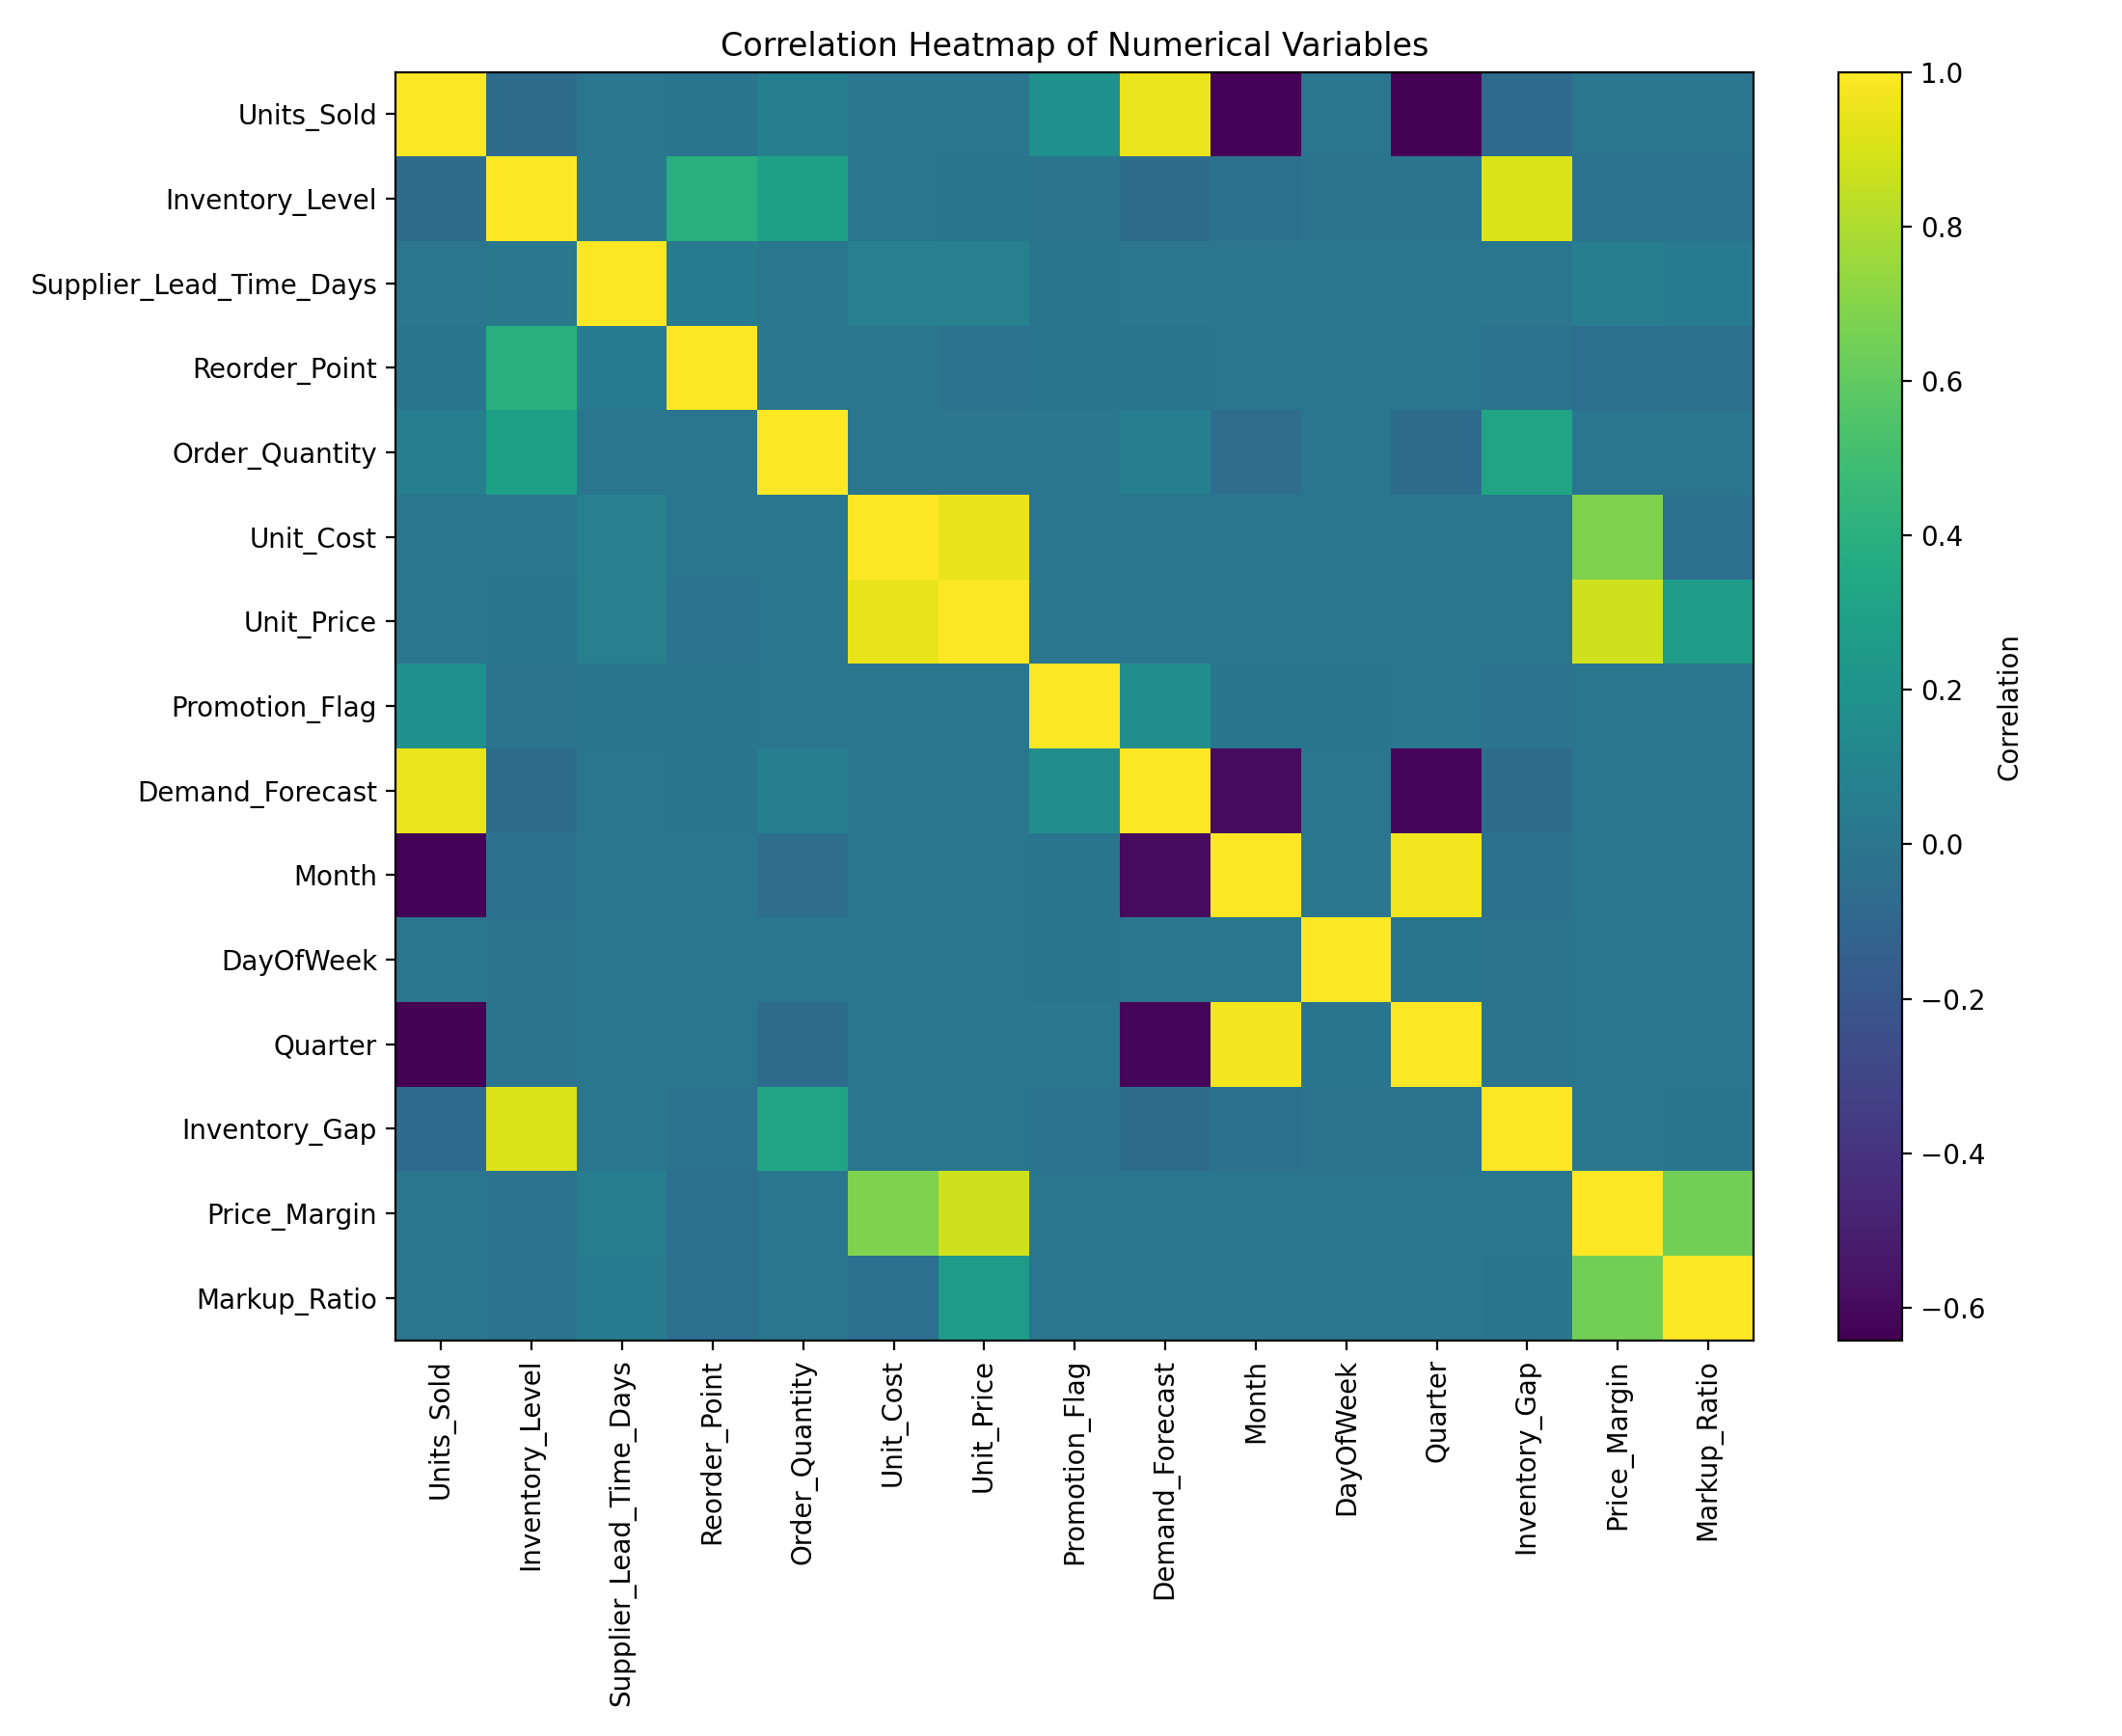 Correlation Heatmap of Numerical Variables
Units_Sold
Inventory_Level
Supplier_Lead_Time_Days
Reorder_Point
Order_Quantity
Unit_Cost
Unit_Price
Promotion_Flag
Demand_Forecast
Month
DayOfWeek
Quarter
Inventory_Gap
Price_Margin
Markup_Ratio
Units_Sold
Inventory_Level
Supplier_Lead_Time_Days
Reorder_Point
Order_Quantity
Unit_Cost
Unit_Price
Promotion_Flag
Demand_Forecast
Month
DayOfWeek
Quarter
Inventory_Gap
Price_Margin
Markup_Ratio
1.0
0.8
0.6
0.4
0.2
0.0
−0.2
−0.4
−0.6
Correlation